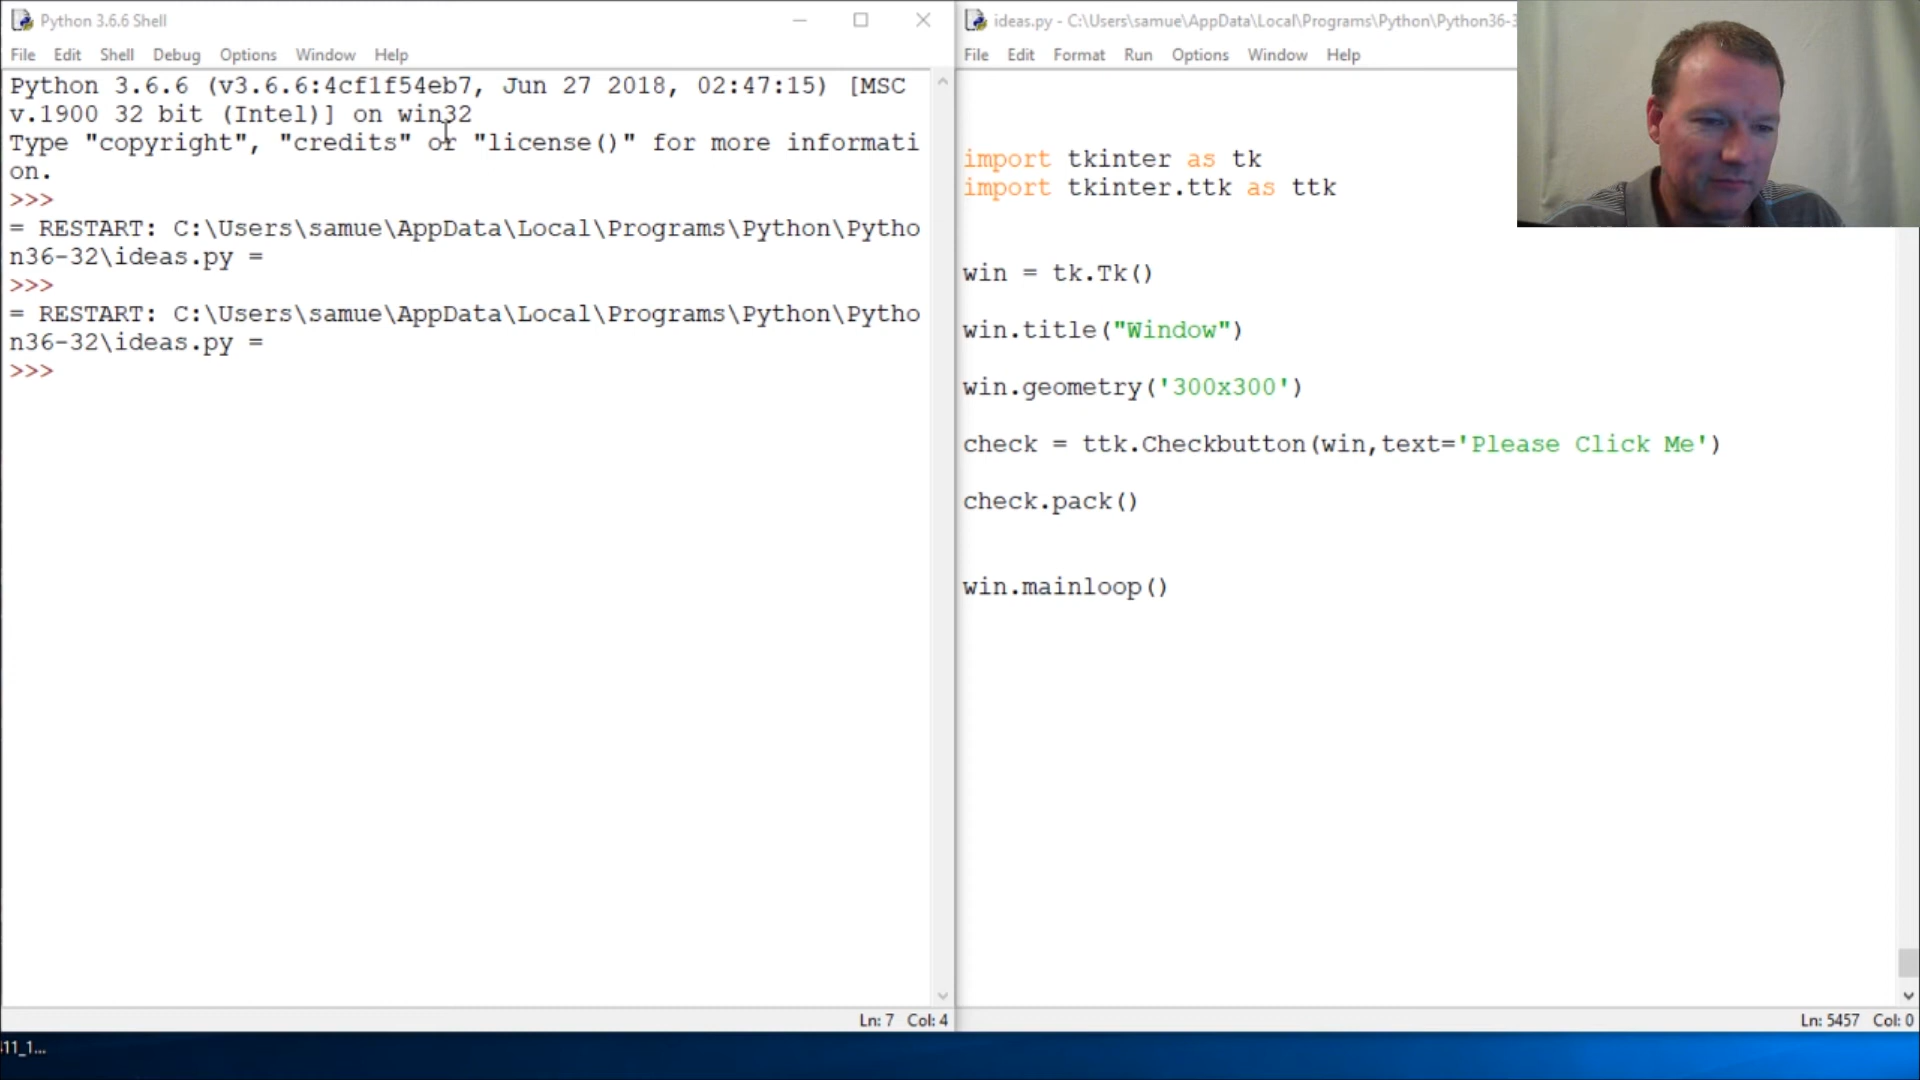 Python 3.6.6 Shell
File Edit Shell Debug Options Window Help
Python 3.6.6 (v3.6.6:4cf1f54eb7, Jun 27 2018, 02:47:15) [MSC
v.1900 32 bit (Intel)] on win32
Type "copyright", "credits" or "license()" for more informati
on.
>>>
= RESTART: C:\Users\samue\AppData\Local\Programs\Python\Pytho
n36-32\ideas.py =
>>>
= RESTART: C:\Users\samue\AppData\Local\Programs\Python\Pytho
n36-32\ideas.py =
>>>
Ln: 7 Col: 4
ideas.py - C:\Users\samue\AppData\Local\Programs\Python\Python36-3
File Edit Format Run Options Window Help
import tkinter as tk
import tkinter.ttk as ttk
win = tk.Tk()
win.title("Window")
win.geometry('300x300')
check = ttk.Checkbutton(win,text='Please Click Me')
check.pack()
win.mainloop()
Ln: 5457 Col: 0
11_1...